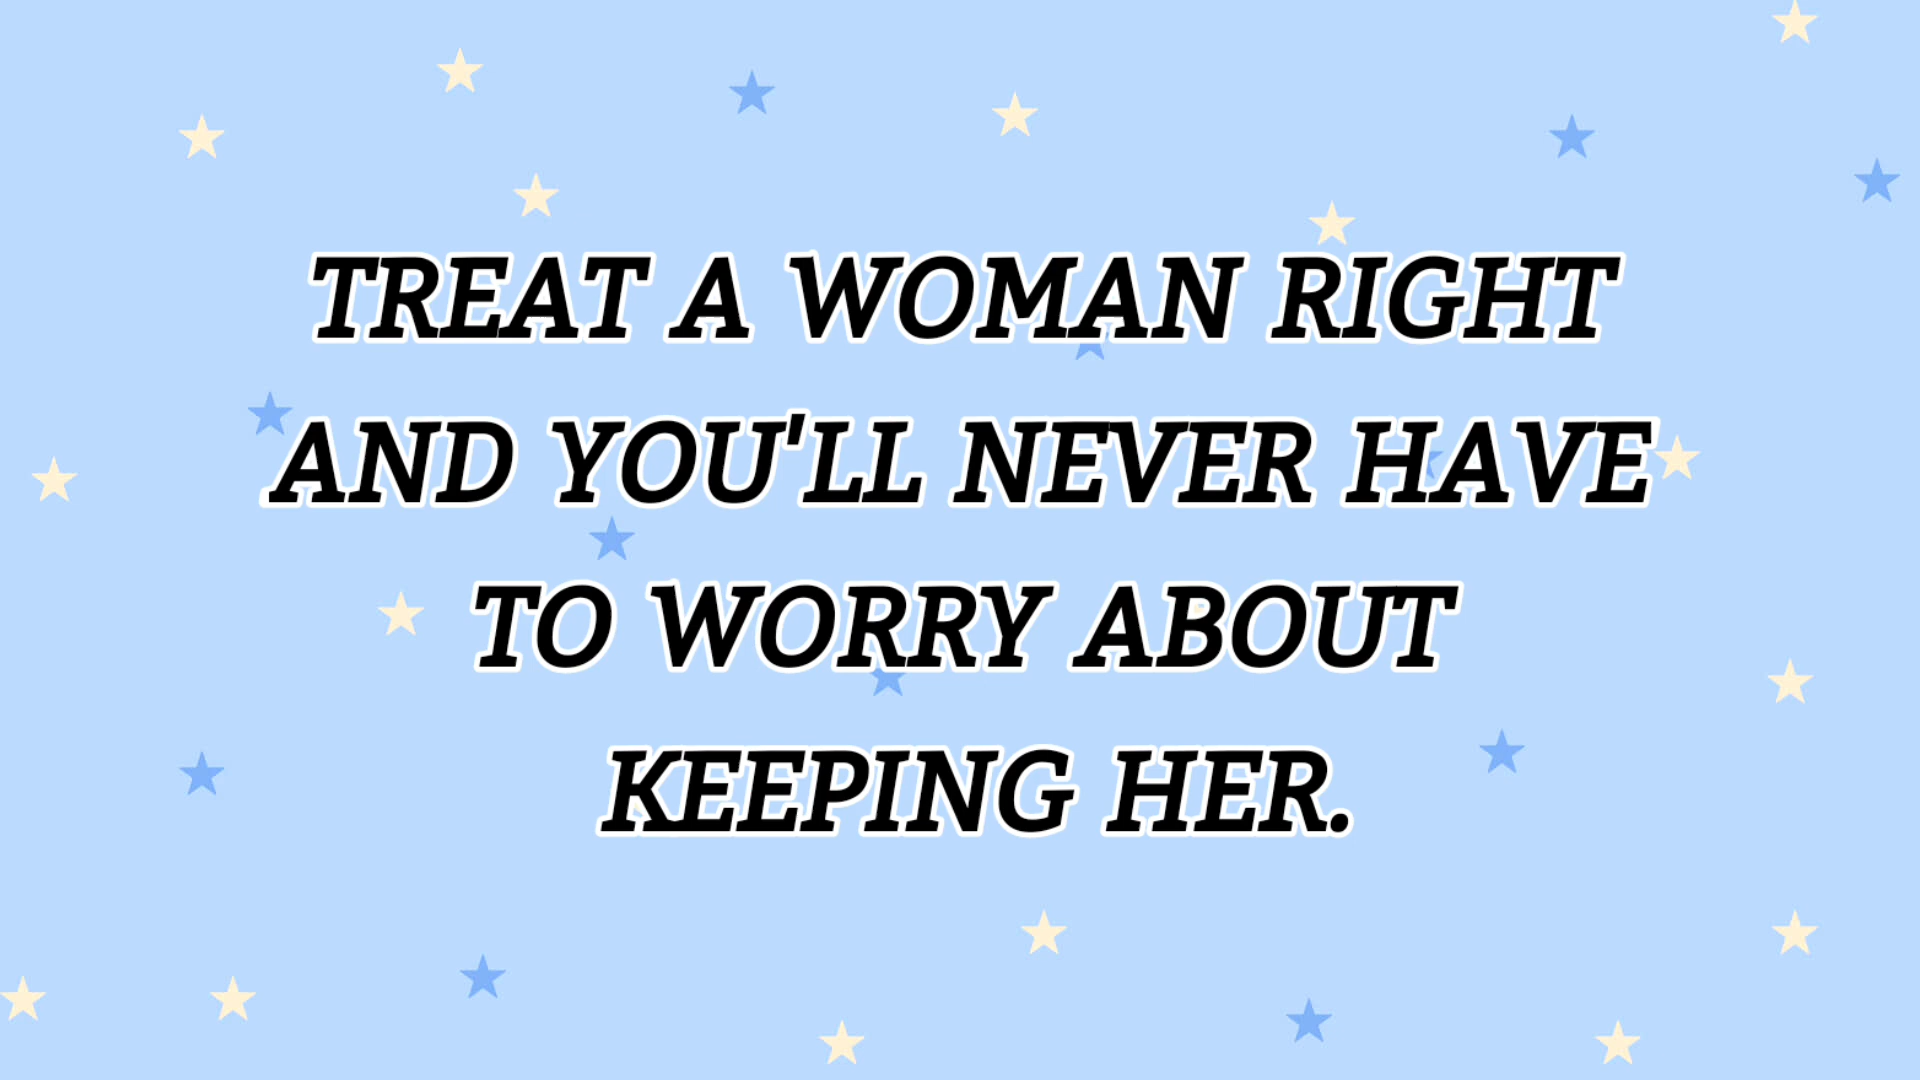 TREAT A WOMAN RIGHT
AND YOU'LL NEVER HAVE
TO WORRY ABOUT
KEEPING HER.